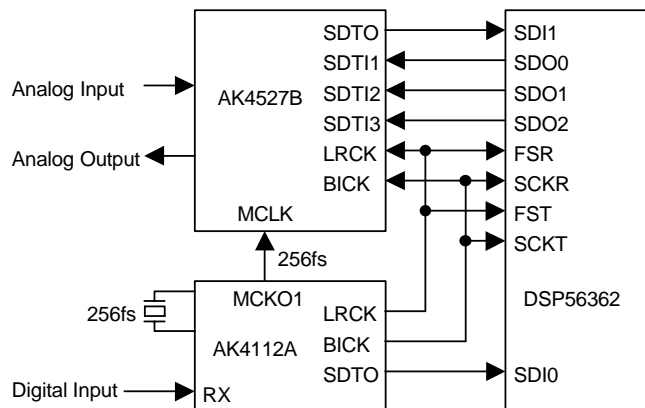 SDTO SDI1
SDTI1 SDO0
Analog Input AK4527B SDTI2 SDO1
SDTI3 SDO2
Analog Output LRCK FSR
BICK SCKR
MCLK FST
SCKT
256fs
MCKO1 DSP56362
256fs LRCK
AK4112A BICK
SDTO SDI0
Digital Input RX